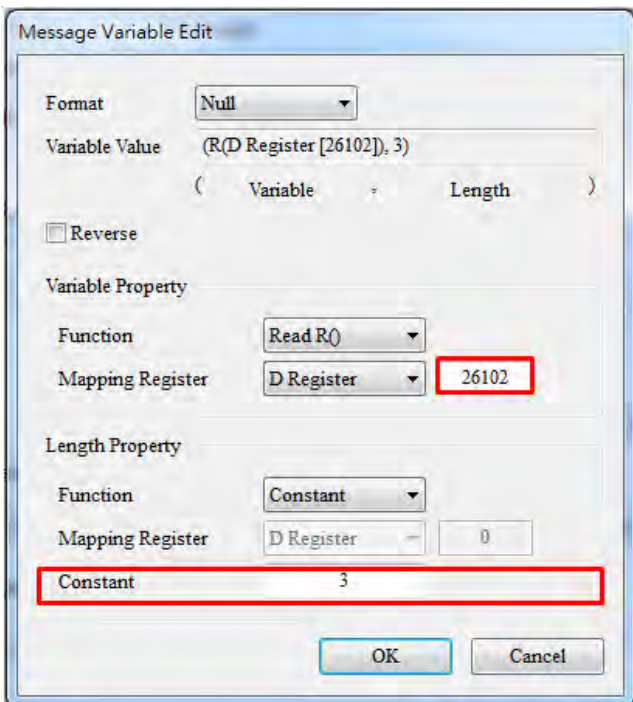 Message Variable Edit
Format Null
Variable Value (R(D Register [26102]), 3)
( Variable , Length )
Reverse
Variable Property
Function Read R()
Mapping Register D Register 26102
Length Property
Function Constant
Mapping Register D Register 0
Constant 3
OK Cancel